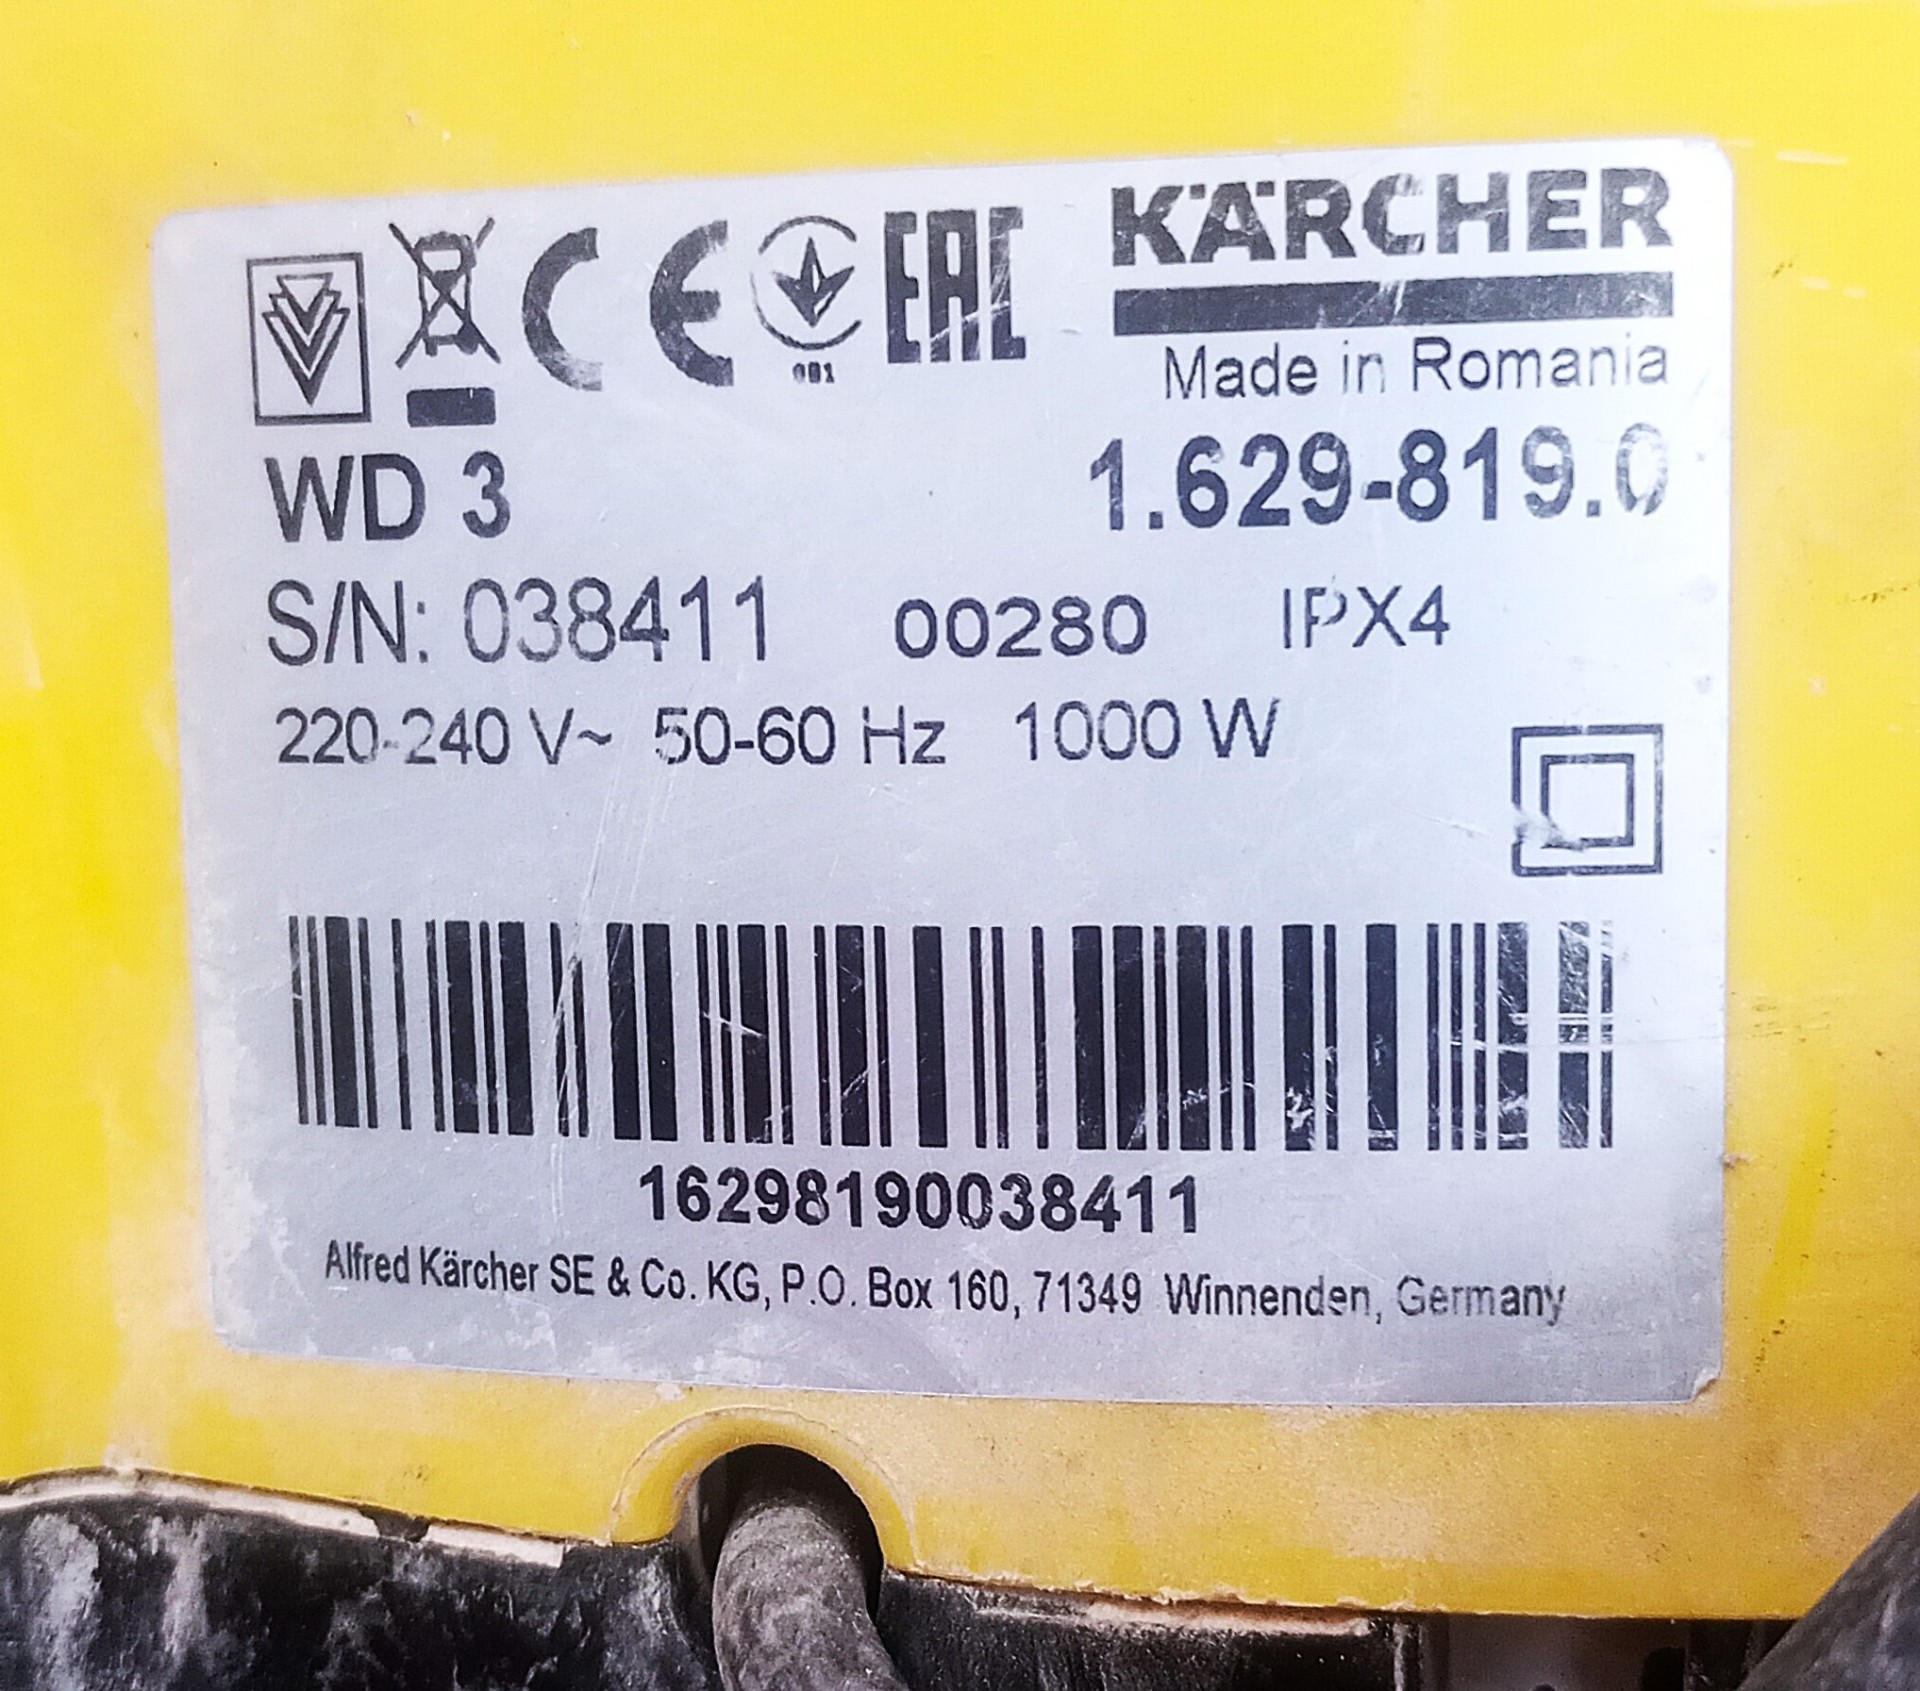 KÄRCHER
001
EAC
Made in Romania
WD 3 1.629-819.0
S/N: 038411 00280 IPX4
220-240 V~ 50-60 Hz 1000 W
16298190038411
Alfred Kärcher SE & Co. KG, P.O. Box 160, 71349 Winnenden, Germany